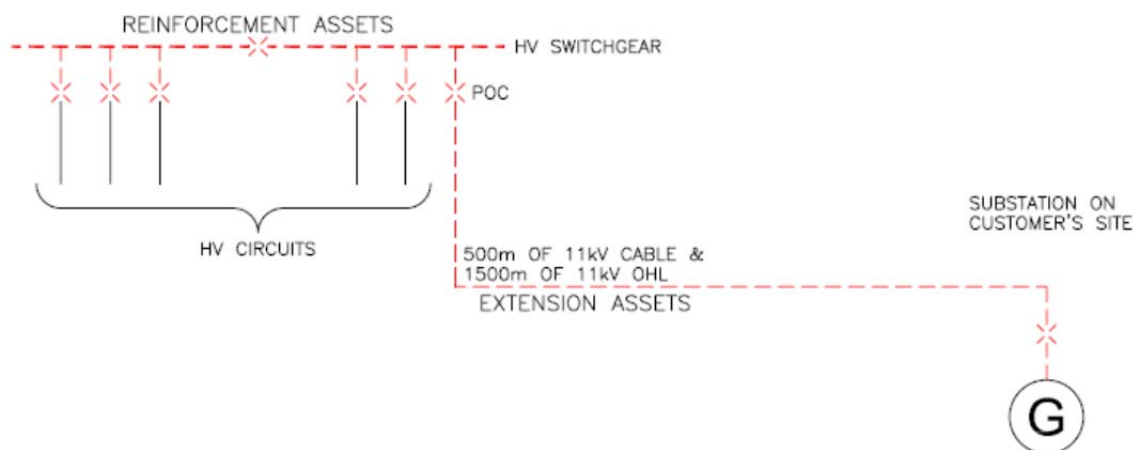 REINFORCEMENT ASSETS
HV SWITCHGEAR
POC
HV CIRCUITS
SUBSTATION ON
CUSTOMER'S SITE
500m OF 11kV CABLE &
1500m OF 11kV OHL
EXTENSION ASSETS
G